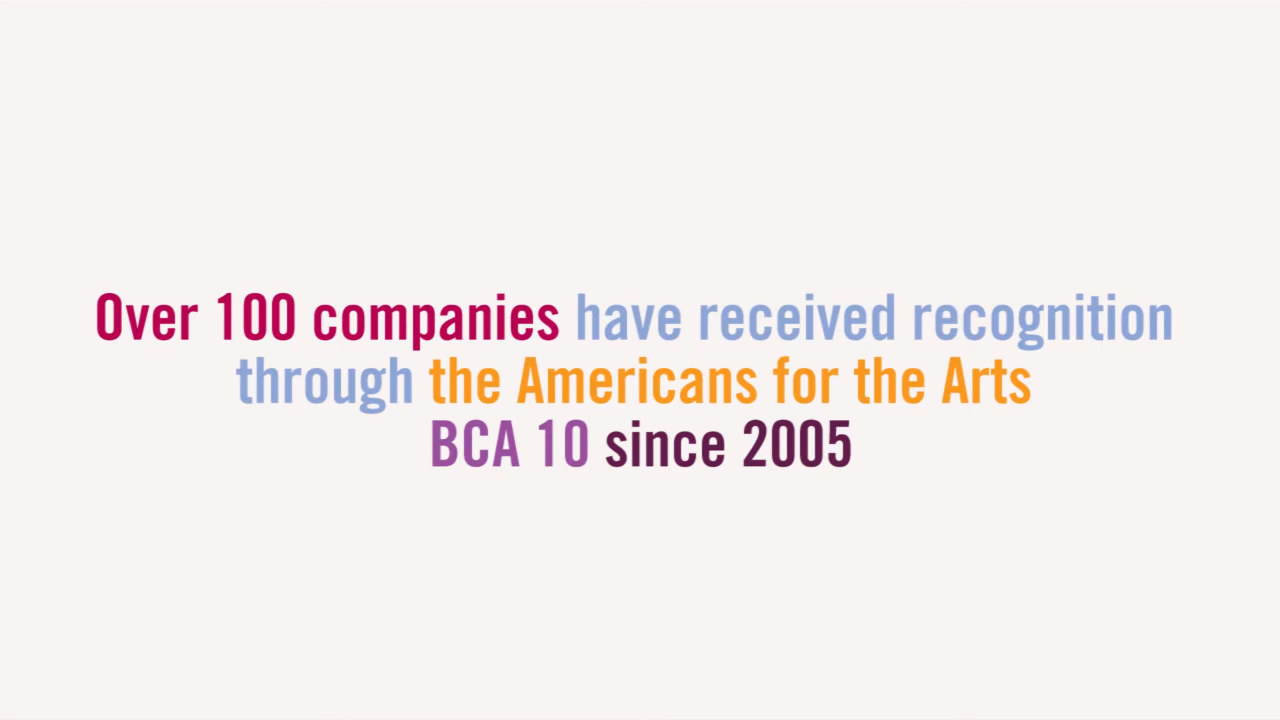 Over 100 companies have received recognition
through the Americans for the Arts
BCA 10 since 2005